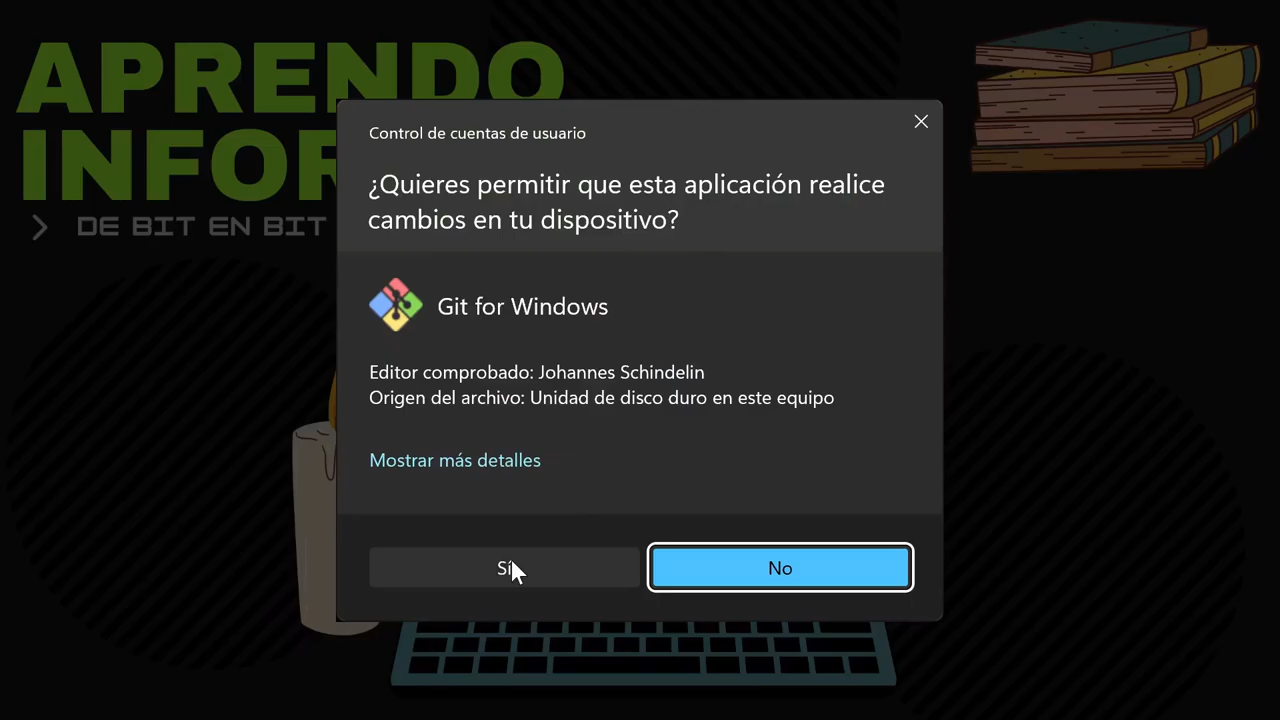 APRENDO
INFOR
> DE BIT EN BIT
Control de cuentas de usuario
¿Quieres permitir que esta aplicación realice
cambios en tu dispositivo?
Git for Windows
Editor comprobado: Johannes Schindelin
Origen del archivo: Unidad de disco duro en este equipo
Mostrar más detalles
Sí
No